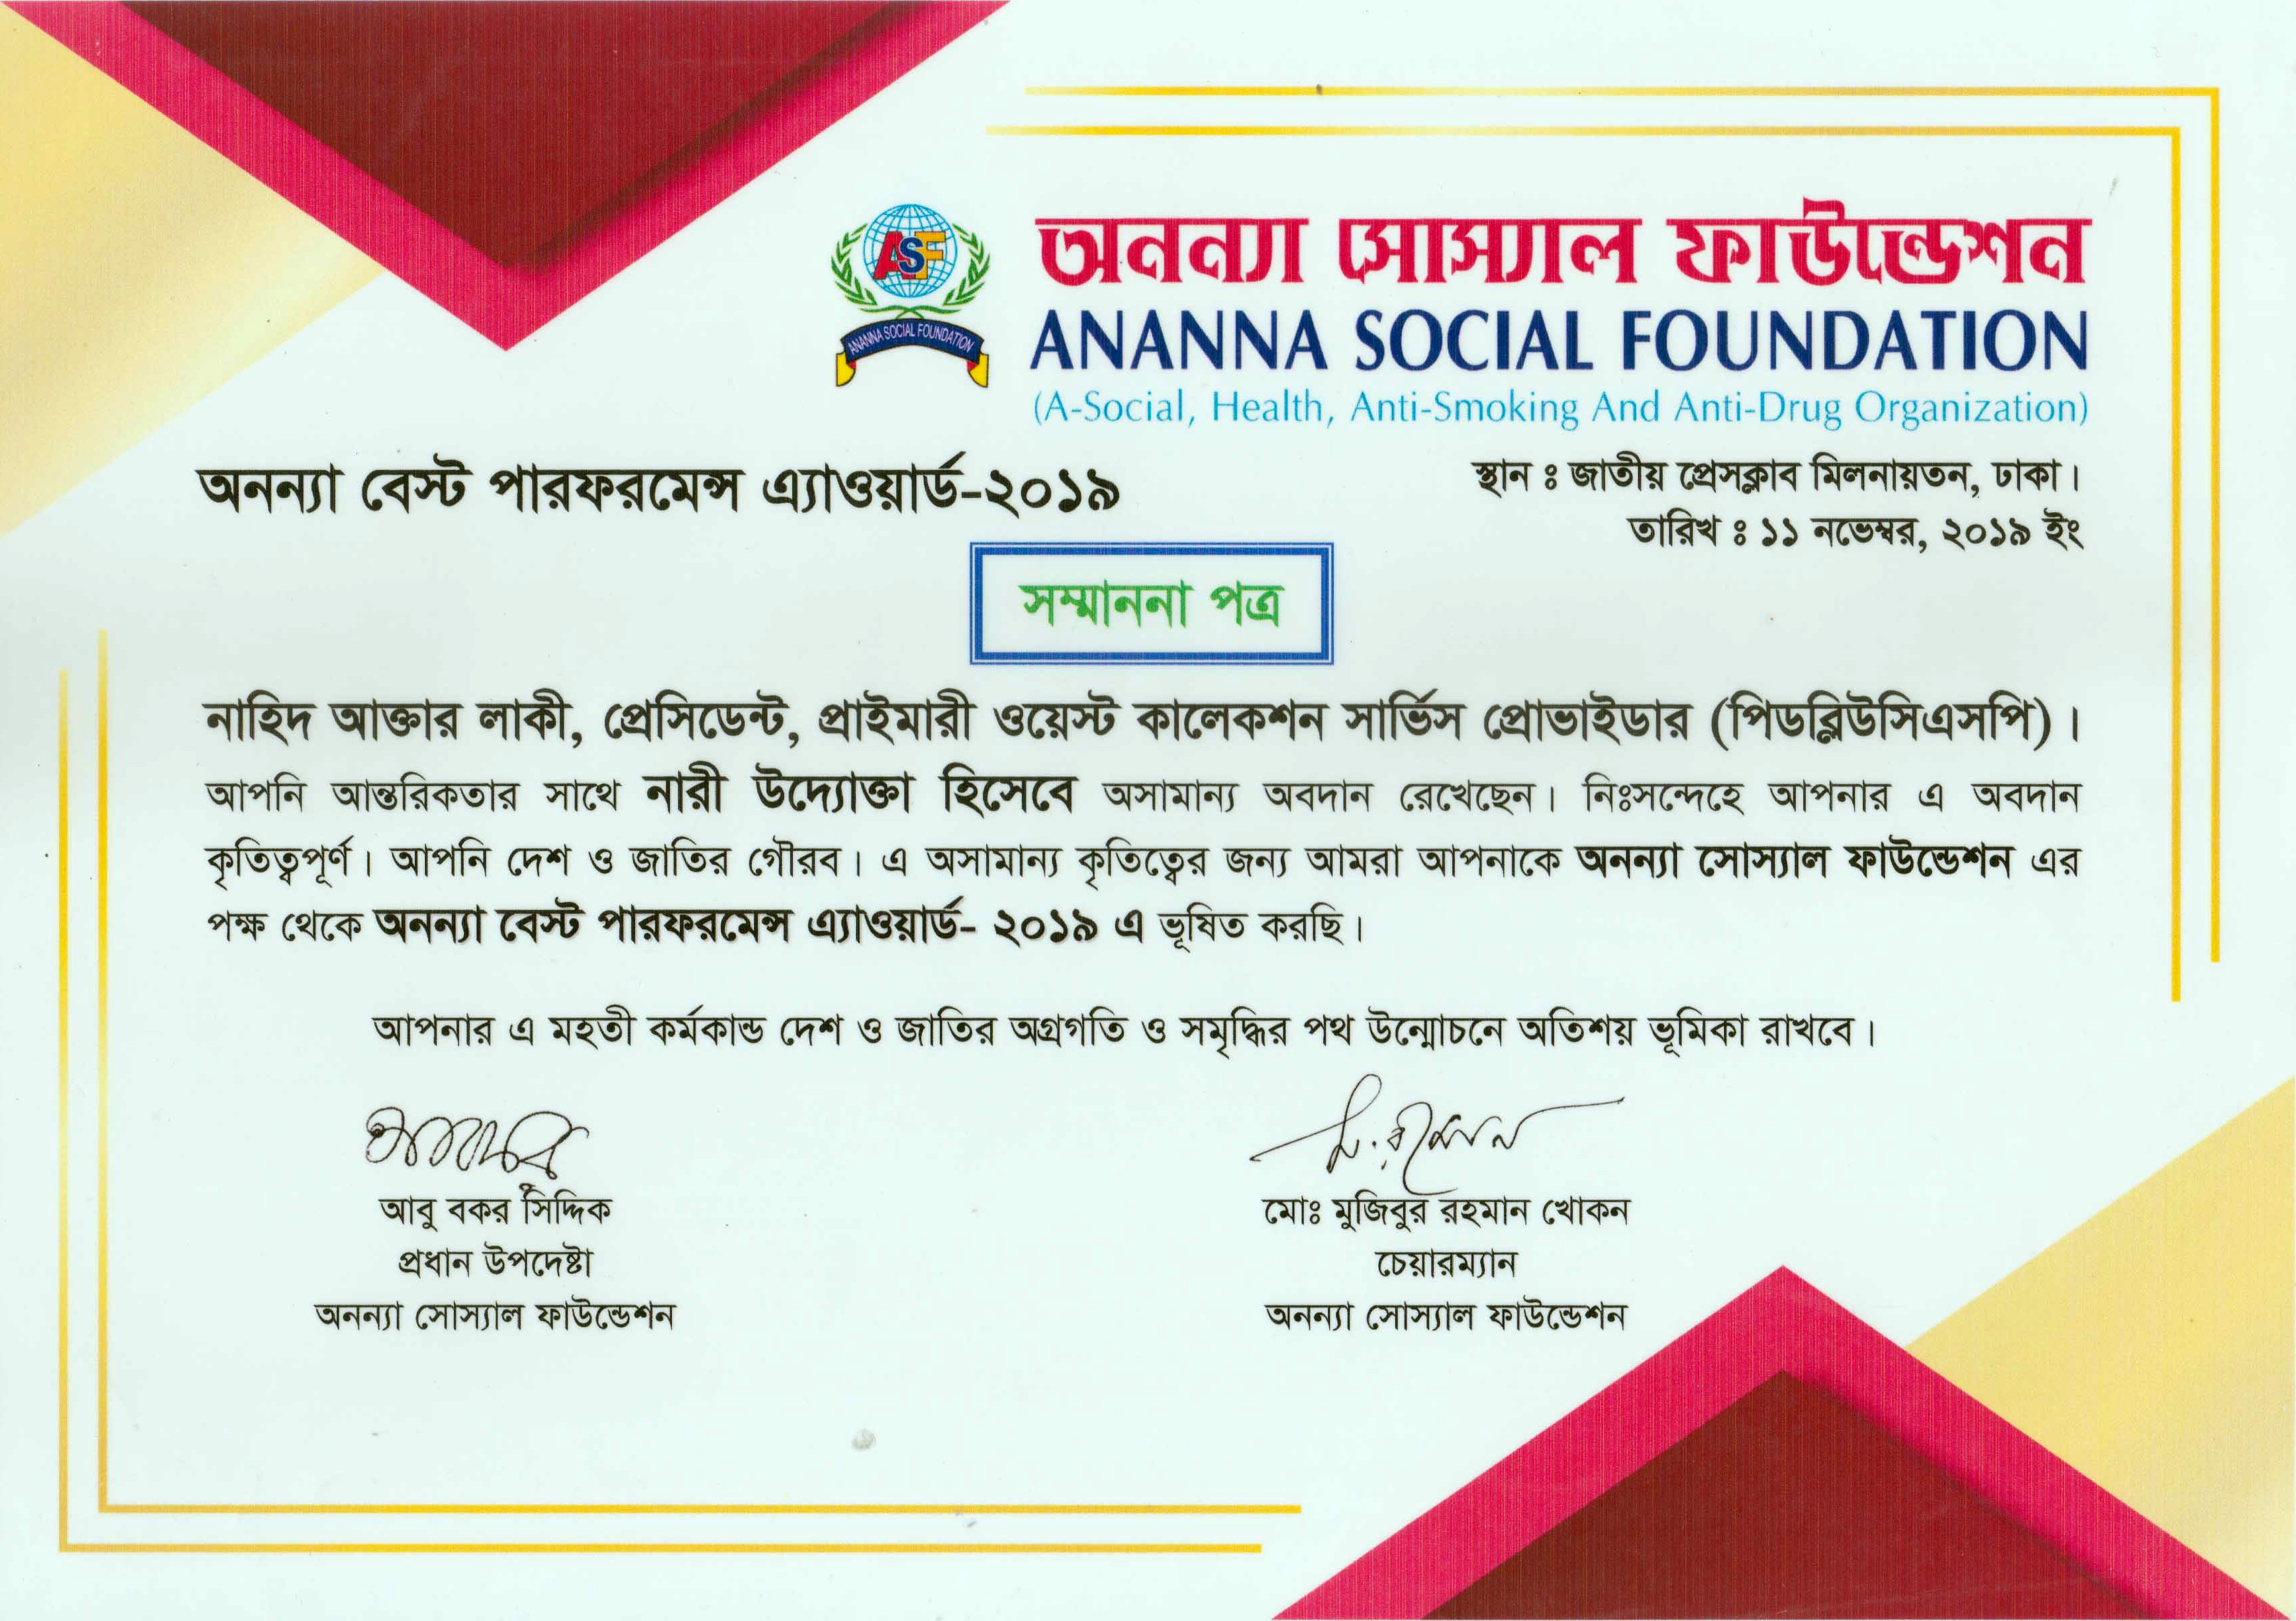 ASF
ANANNA SOCIAL FOUNDATION
অনন্যা সোস্যাল ফাউন্ডেশন
ANANNA SOCIAL FOUNDATION
(A-Social, Health, Anti-Smoking And Anti-Drug Organization)
অনন্যা বেস্ট পারফরমেন্স এ্যাওয়ার্ড-২০১৯
স্থান ঃ জাতীয় প্রেসক্লাব মিলনায়তন, ঢাকা।
তারিখ ঃ ১১ নভেম্বর, ২০১৯ ইং
সম্মাননা পত্র
নাহিদ আক্তার লাকী, প্রেসিডেন্ট, প্রাইমারী ওয়েস্ট কালেকশন সার্ভিস প্রোভাইডার (পিডব্লিউসিএসপি)।
আপনি আন্তরিকতার সাথে নারী উদ্যোক্তা হিসেবে অসামান্য অবদান রেখেছেন। নিঃসন্দেহে আপনার এ অবদান
কৃতিত্বপূর্ণ। আপনি দেশ ও জাতির গৌরব। এ অসামান্য কৃতিত্বের জন্য আমরা আপনাকে অনন্যা সোস্যাল ফাউন্ডেশন এর
পক্ষ থেকে অনন্যা বেস্ট পারফরমেন্স এ্যাওয়ার্ড- ২০১৯ এ ভূষিত করছি।
আপনার এ মহতী কর্মকান্ড দেশ ও জাতির অগ্রগতি ও সমৃদ্ধির পথ উন্মোচনে অতিশয় ভূমিকা রাখবে।
আবু বকর সিদ্দিক
প্রধান উপদেষ্টা
অনন্যা সোস্যাল ফাউন্ডেশন
মোঃ মুজিবুর রহমান খোকন
চেয়ারম্যান
অনন্যা সোস্যাল ফাউন্ডেশন